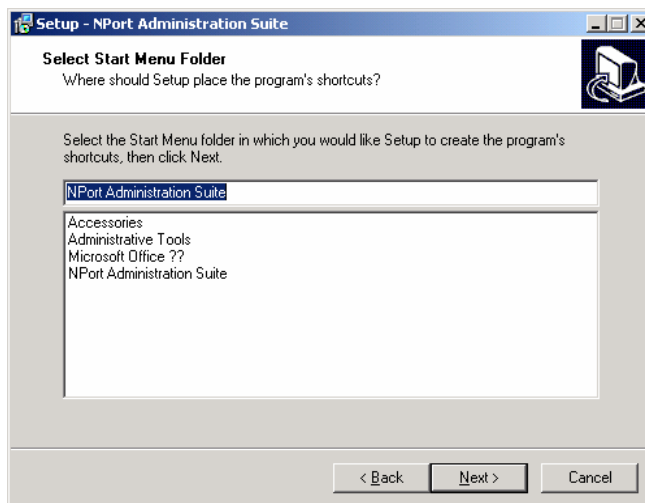 Setup - NPort Administration Suite
Select Start Menu Folder
Where should Setup place the program's shortcuts?
Select the Start Menu folder in which you would like Setup to create the program's
shortcuts, then click Next.
NPort Administration Suite
Accessories
Administrative Tools
Microsoft Office ??
NPort Administration Suite
< Back
Next >
Cancel